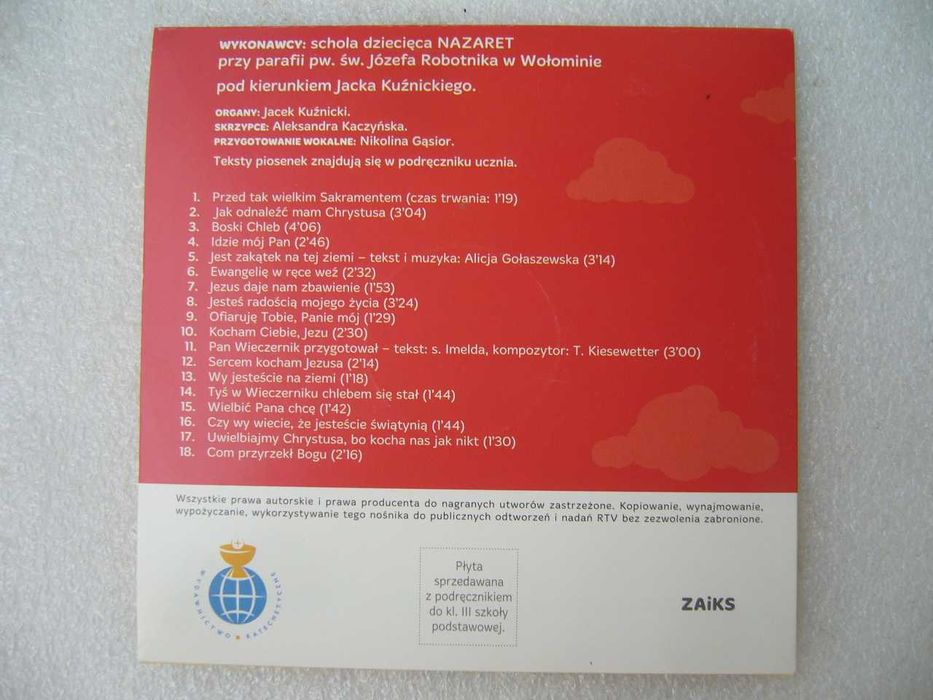 WYKONAWCY: schola dziecięca NAZARET
przy parafii pw. św. Józefa Robotnika w Wołominie
pod kierunkiem Jacka Kuźnickiego.
ORGANY: Jacek Kuźnicki.
SKRZYPCE: Aleksandra Kaczyńska.
PRZYGOTOWANIE WOKALNE: Nikolina Gąsior.
Teksty piosenek znajdują się w podręczniku ucznia.
1. Przed tak wielkim Sakramentem (czas trwania: 1'19)
2. Jak odnaleźć mam Chrystusa (3'04)
3. Boski Chleb (4'06)
4. Idzie mój Pan (2'46)
5. Jest zakątek na tej ziemi – tekst i muzyka: Alicja Gołaszewska (3'14)
6. Ewangelię w ręce weź (2'32)
7. Jezus daje nam zbawienie (1'53)
8. Jesteś radością mojego życia (3'24)
9. Ofiaruję Tobie, Panie mój (1'29)
10. Kocham Ciebie, Jezu (2'30)
11. Pan Wieczernik przygotował – tekst: s. Imelda, kompozytor: T. Kiesewetter (3'00)
12. Sercem kocham Jezusa (2'14)
13. Wy jesteście na ziemi (1'18)
14. Tyś w Wieczerniku chlebem się stał (1'44)
15. Wielbić Pana chcę (1'42)
16. Czy wy wiecie, że jesteście świątynią (1'44)
17. Uwielbiajmy Chrystusa, bo kocha nas jak nikt (1'30)
18. Com przyrzekł Bogu (2'16)
Wszystkie prawa autorskie i prawa producenta do nagranych utworów zastrzeżone. Kopiowanie, wynajmowanie,
wypożyczanie, wykorzystywanie tego nośnika do publicznych odtworzeń i nadań RTV bez zezwolenia zabronione.
WYDAWNICTWO KATECHETYCZNE
Płyta
sprzedawana
z podręcznikiem
do kl. III szkoły
podstawowej.
ZAiKS